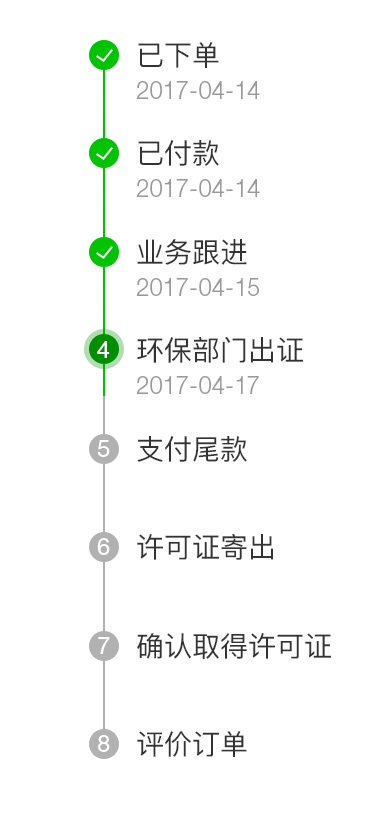 已下单
2017-04-14
已付款
2017-04-14
业务跟进
2017-04-15
4 环保部门出证
2017-04-17
5 支付尾款
6 许可证寄出
7 确认取得许可证
8 评价订单